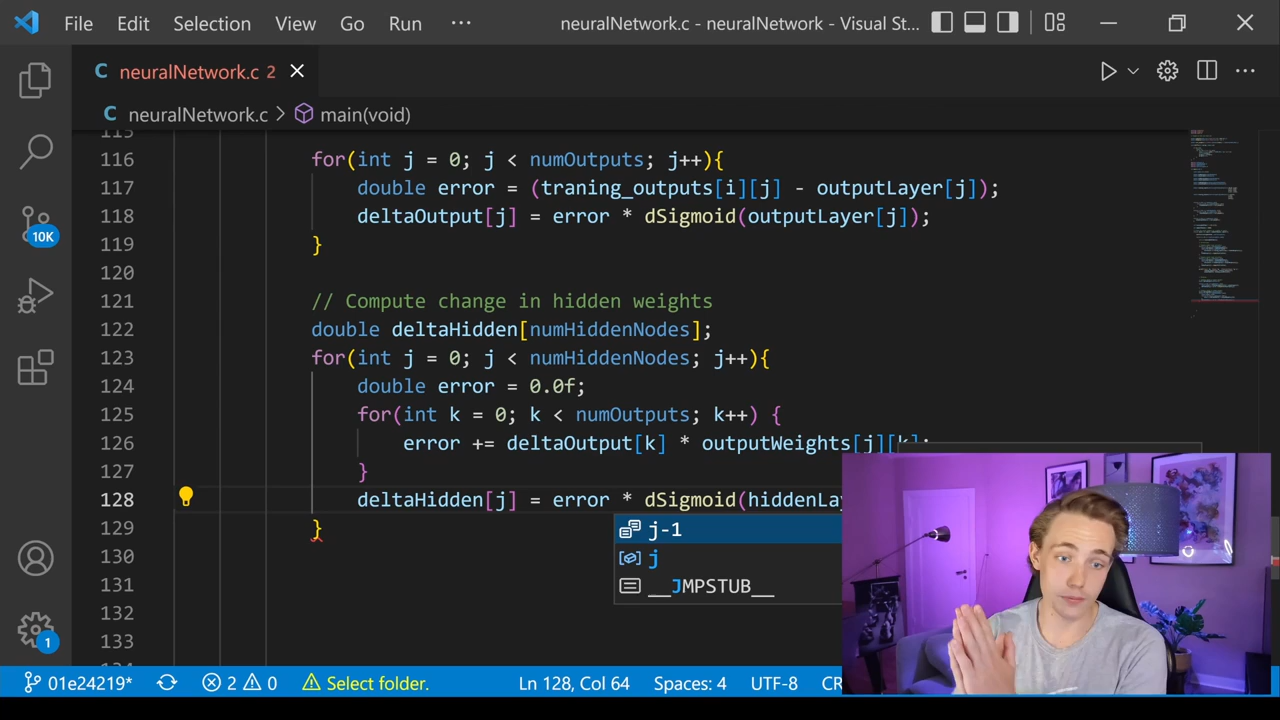 File Edit Selection View Go Run ··· neuralNetwork.c - neuralNetwork - Visual St...
C neuralNetwork.c 2
C neuralNetwork.c > main(void)
115
116 for(int j = 0; j < numOutputs; j++){
117 double error = (traning_outputs[i][j] - outputLayer[j]);
118 deltaOutput[j] = error * dSigmoid(outputLayer[j]);
119 }
120
121 // Compute change in hidden weights
122 double deltaHidden[numHiddenNodes];
123 for(int j = 0; j < numHiddenNodes; j++){
124 double error = 0.0f;
125 for(int k = 0; k < numOutputs; k++) {
126 error += deltaOutput[k] * outputWeights[j][k];
127 }
128 deltaHidden[j] = error * dSigmoid(hiddenLay
129 }
130
131
132
133
j-1
j
__JMPSTUB__
10K
1
01e24219* 2 0 Select folder. Ln 128, Col 64 Spaces: 4 UTF-8 CR